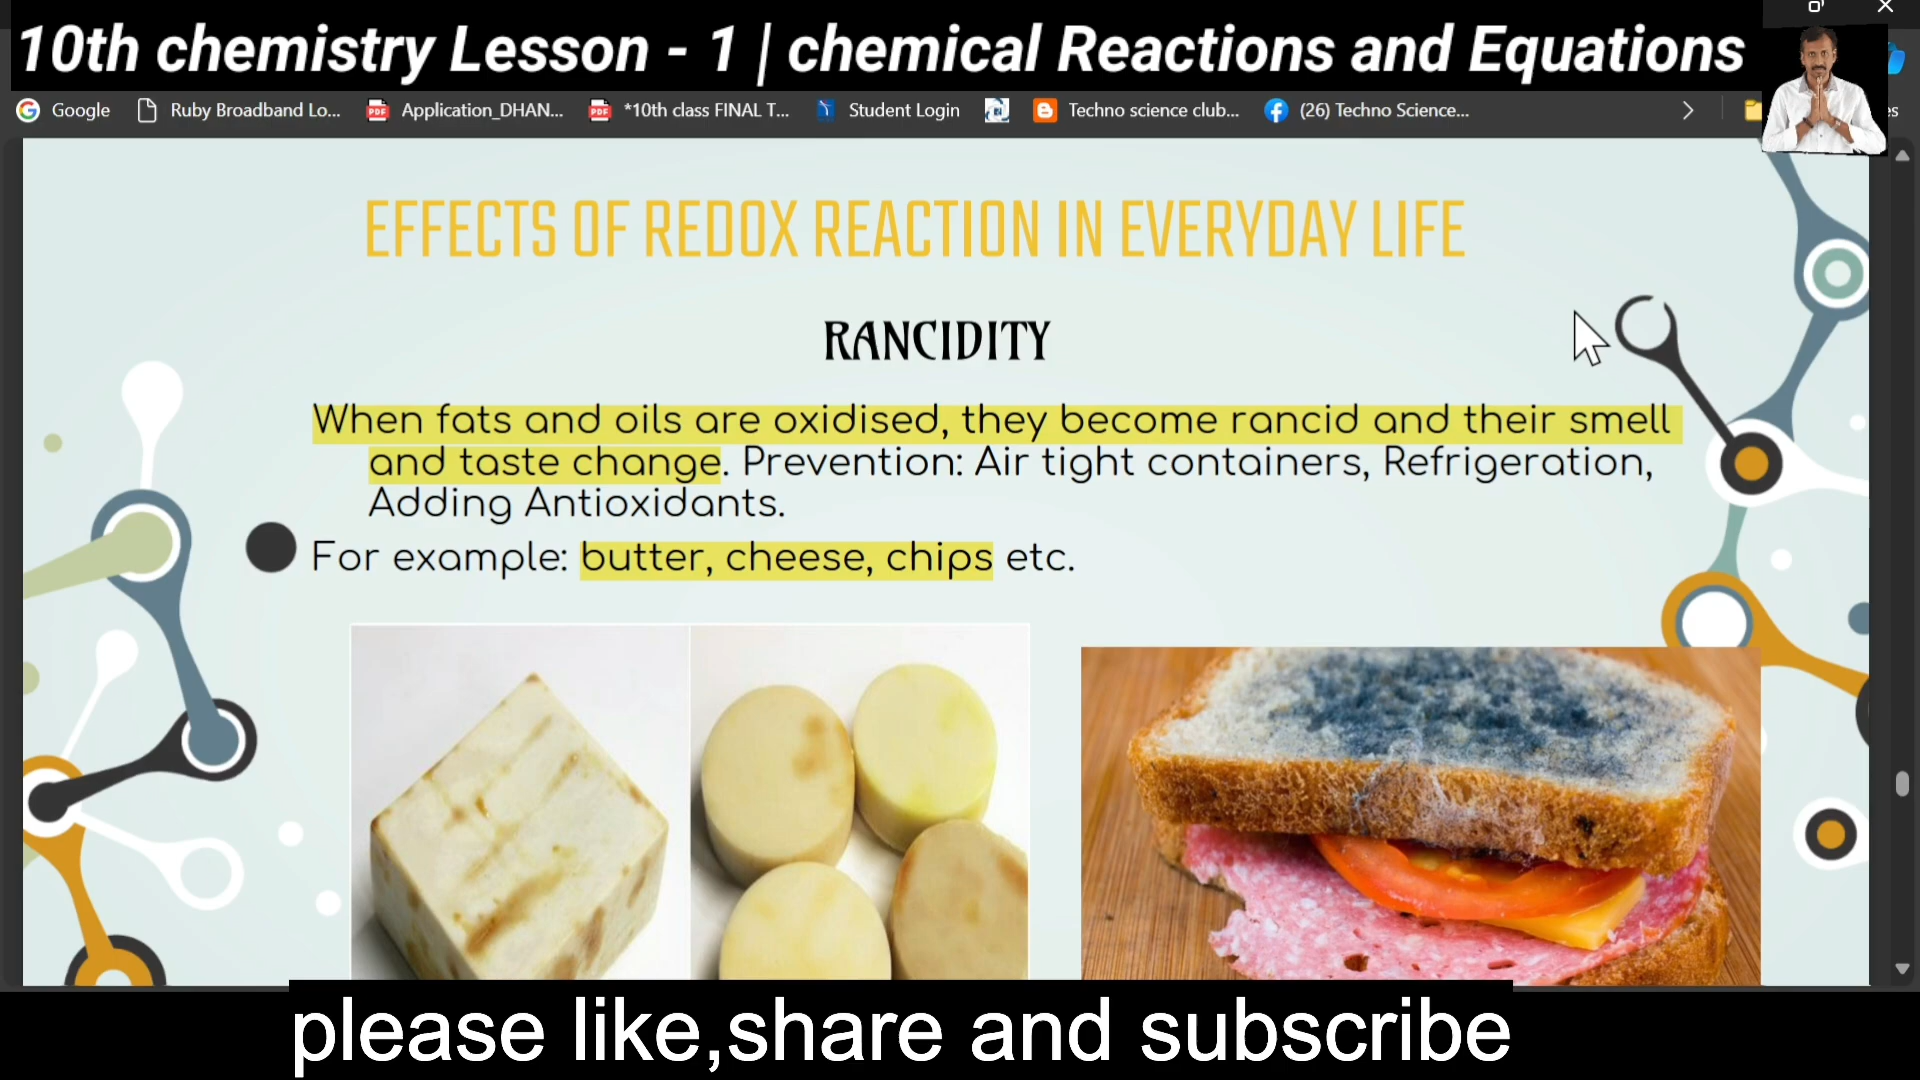 10th chemistry Lesson - 1 | chemical Reactions and Equations
Google
Ruby Broadband Lo...
Application_DHAN...
*10th class FINAL T...
Student Login
Techno science club...
(26) Techno Science...
EFFECTS OF REDOX REACTION IN EVERYDAY LIFE
RANCIDITY
When fats and oils are oxidised, they become rancid and their smell
and taste change. Prevention: Air tight containers, Refrigeration,
Adding Antioxidants.
For example: butter, cheese, chips etc.
please like,share and subscribe